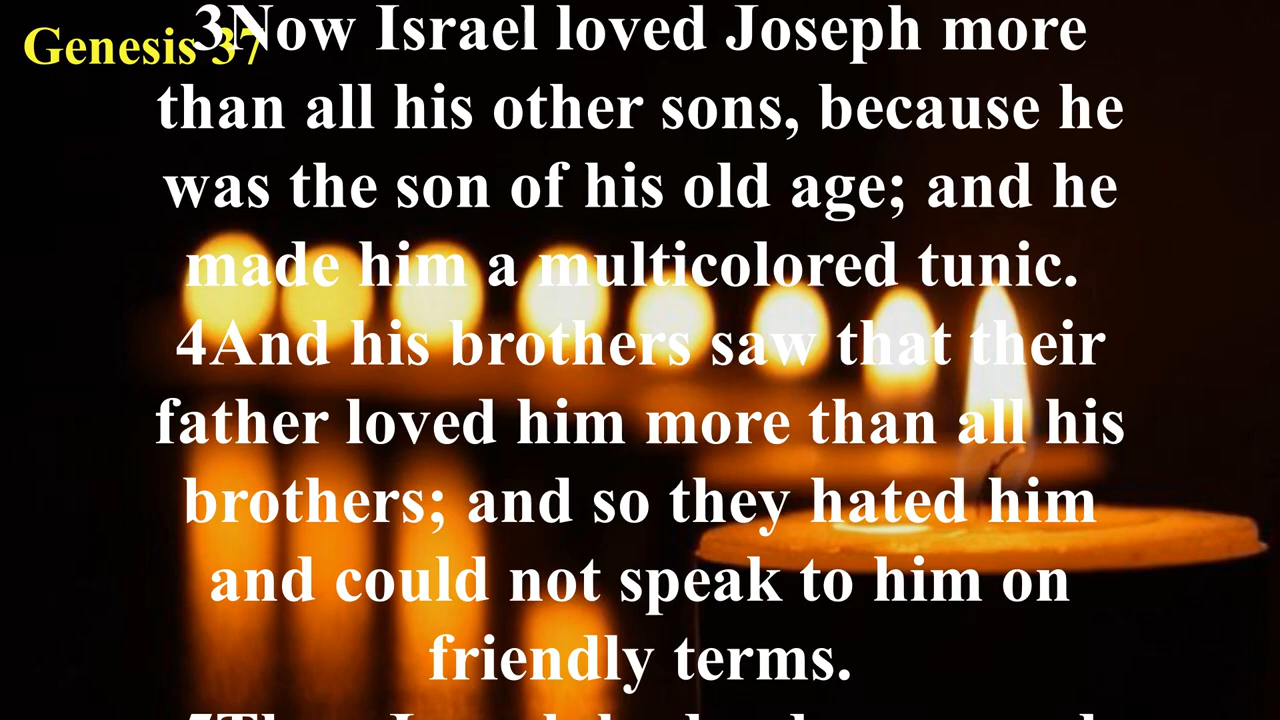 Genesis 37
3Now Israel loved Joseph more
than all his other sons, because he
was the son of his old age; and he
made him a multicolored tunic.
4And his brothers saw that their
father loved him more than all his
brothers; and so they hated him
and could not speak to him on
friendly terms.